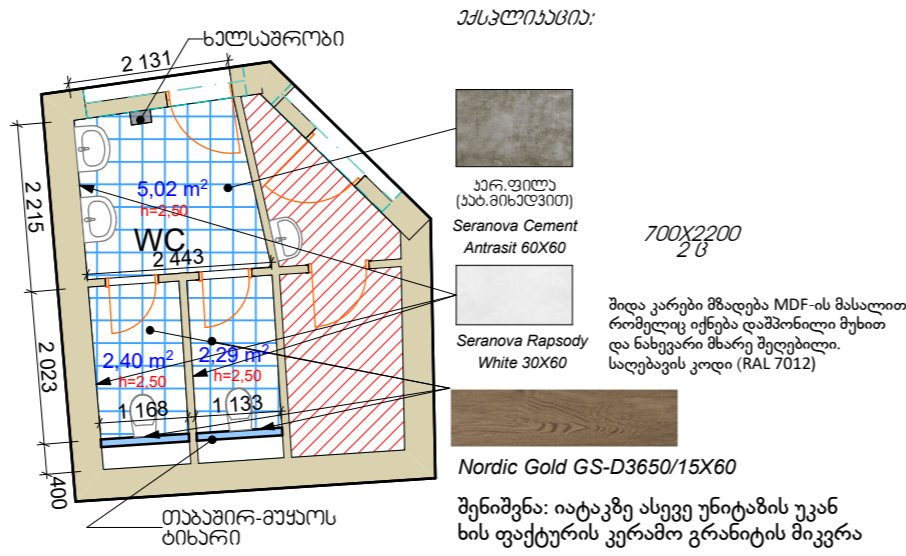 ექსპლიკაცია:
ხელსაშრობი
2 131
2 215
5,02 m²
h=2,50
WC
2 443
2,40 m²
h=2,50
2,29 m²
h=2,50
2 023
1 168
1 133
400
თაბაშირ-მუყაოს
ტიხარი
კერ.ფილა
(კატ.მიხედვით)
Seranova Cement
Antrasit 60X60
Seranova Rapsody
White 30X60
700X2200
2 ც
შიდა კარები მზადება MDF-ის მასალით
რომელიც იქნება დაშპონილი მუხით
და ნახევარი მხარე შეღებილი.
საღებავის კოდი (RAL 7012)
Nordic Gold GS-D3650/15X60
შენიშვნა: იატაკზე ასევე უნიტაზის უკან
ხის ფაქტურის კერამო გრანიტის მიკვრა